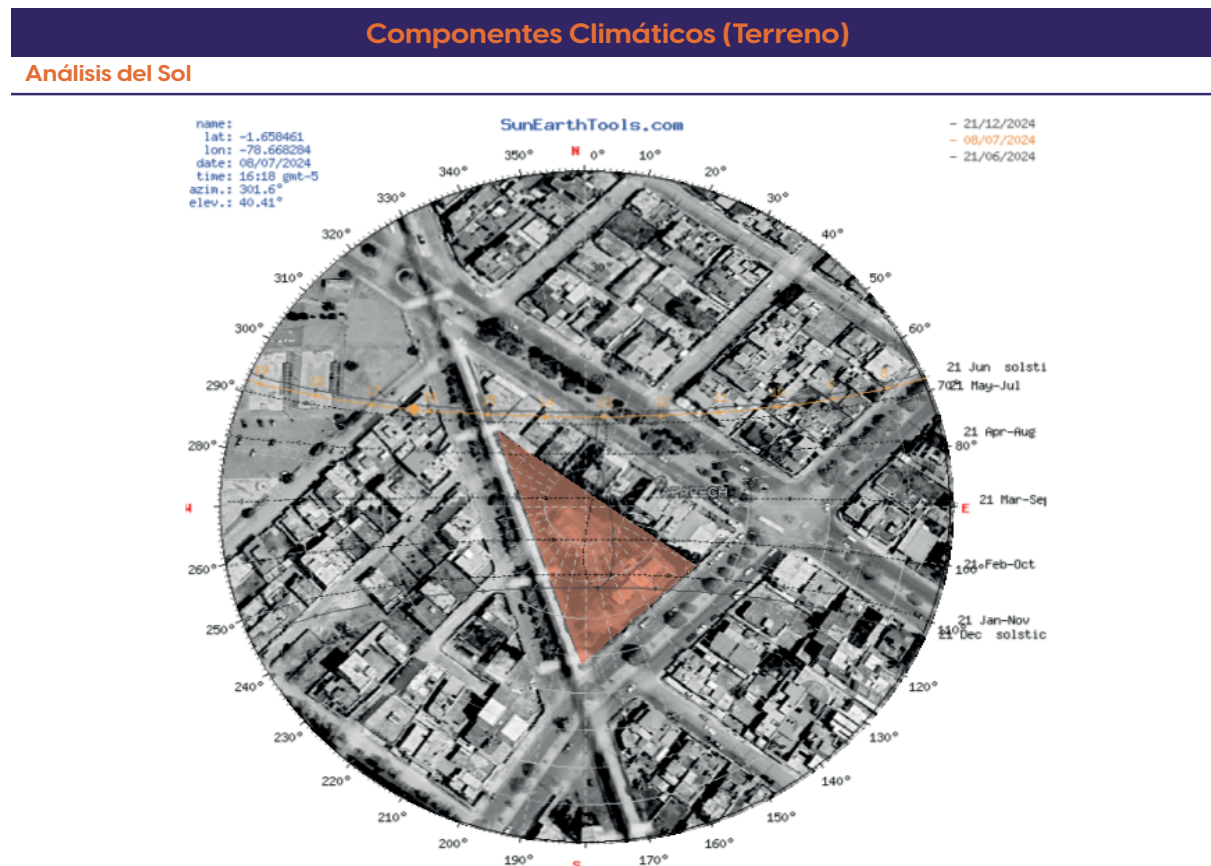 Componentes Climáticos (Terreno)
Análisis del Sol
name:
lat: -1.658461
lon: -78.668284
date: 08/07/2024
time: 16:18 gmt-5
azim.: 301.6°
elev.: 40.41°
SunEarthTools.com
- 21/12/2024
- 08/07/2024
- 21/06/2024
N
350° 0° 10°
340° 20°
330° 30°
320° 40°
310° 50°
300° 60°
30°
21 Jun solsti
290° 7021 May-Jul
280° 80° 21 Apr-Aug
21 Mar-Sep
E
260° 100° 21 Feb-Oct
250° 21 Jan-Nov
110° 21 Dec solstic
240° 120°
230° 130°
220° 140°
210° 150°
200° 160°
190° 170°
S